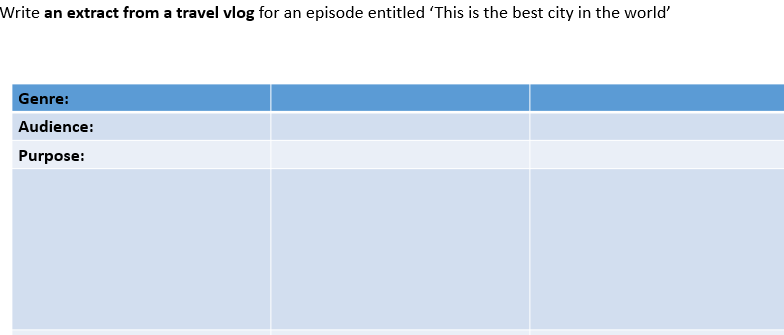 Write an extract from a travel vlog for an episode entitled ‘This is the best city in the world’
Genre:
Audience:
Purpose: